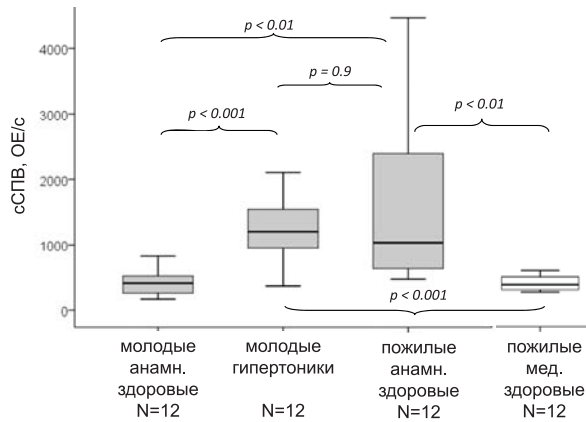 сСПВ, ОЕ/с
4000
3000
2000
1000
0
p < 0.01
p = 0.9
p < 0.001
p < 0.01
p < 0.001
молодые
анамн.
здоровые
N=12
молодые
гипертоники
N=12
пожилые
анамн.
здоровые
N=12
пожилые
мед.
здоровые
N=12